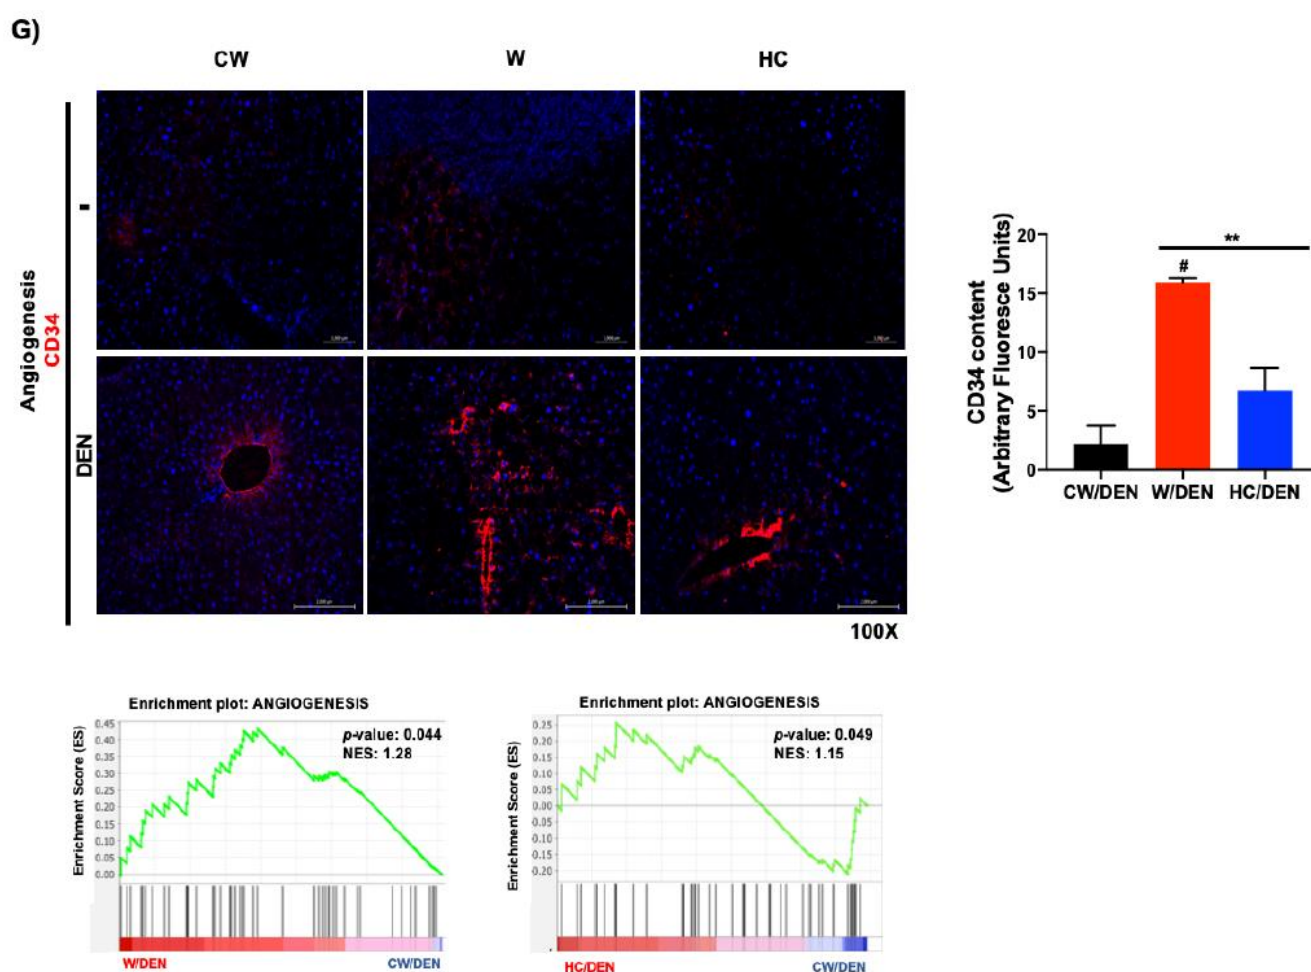 G)
CW
W
HC
Angiogenesis
CD34
-
DEN
100X
CD34 content
(Arbitrary Fluoresce Units)
20
15
10
5
0
**
#
CW/DEN W/DEN HC/DEN
Enrichment plot: ANGIOGENESIS
p-value: 0.044
NES: 1.28
Enrichment Score (ES)
0.45
0.40
0.35
0.30
0.25
0.20
0.15
0.10
0.05
0.00
W/DEN CW/DEN
Enrichment plot: ANGIOGENESIS
p-value: 0.049
NES: 1.15
Enrichment Score (ES)
0.25
0.20
0.15
0.10
0.05
0.00
0.05
0.10
0.15
0.20
HC/DEN CW/DEN